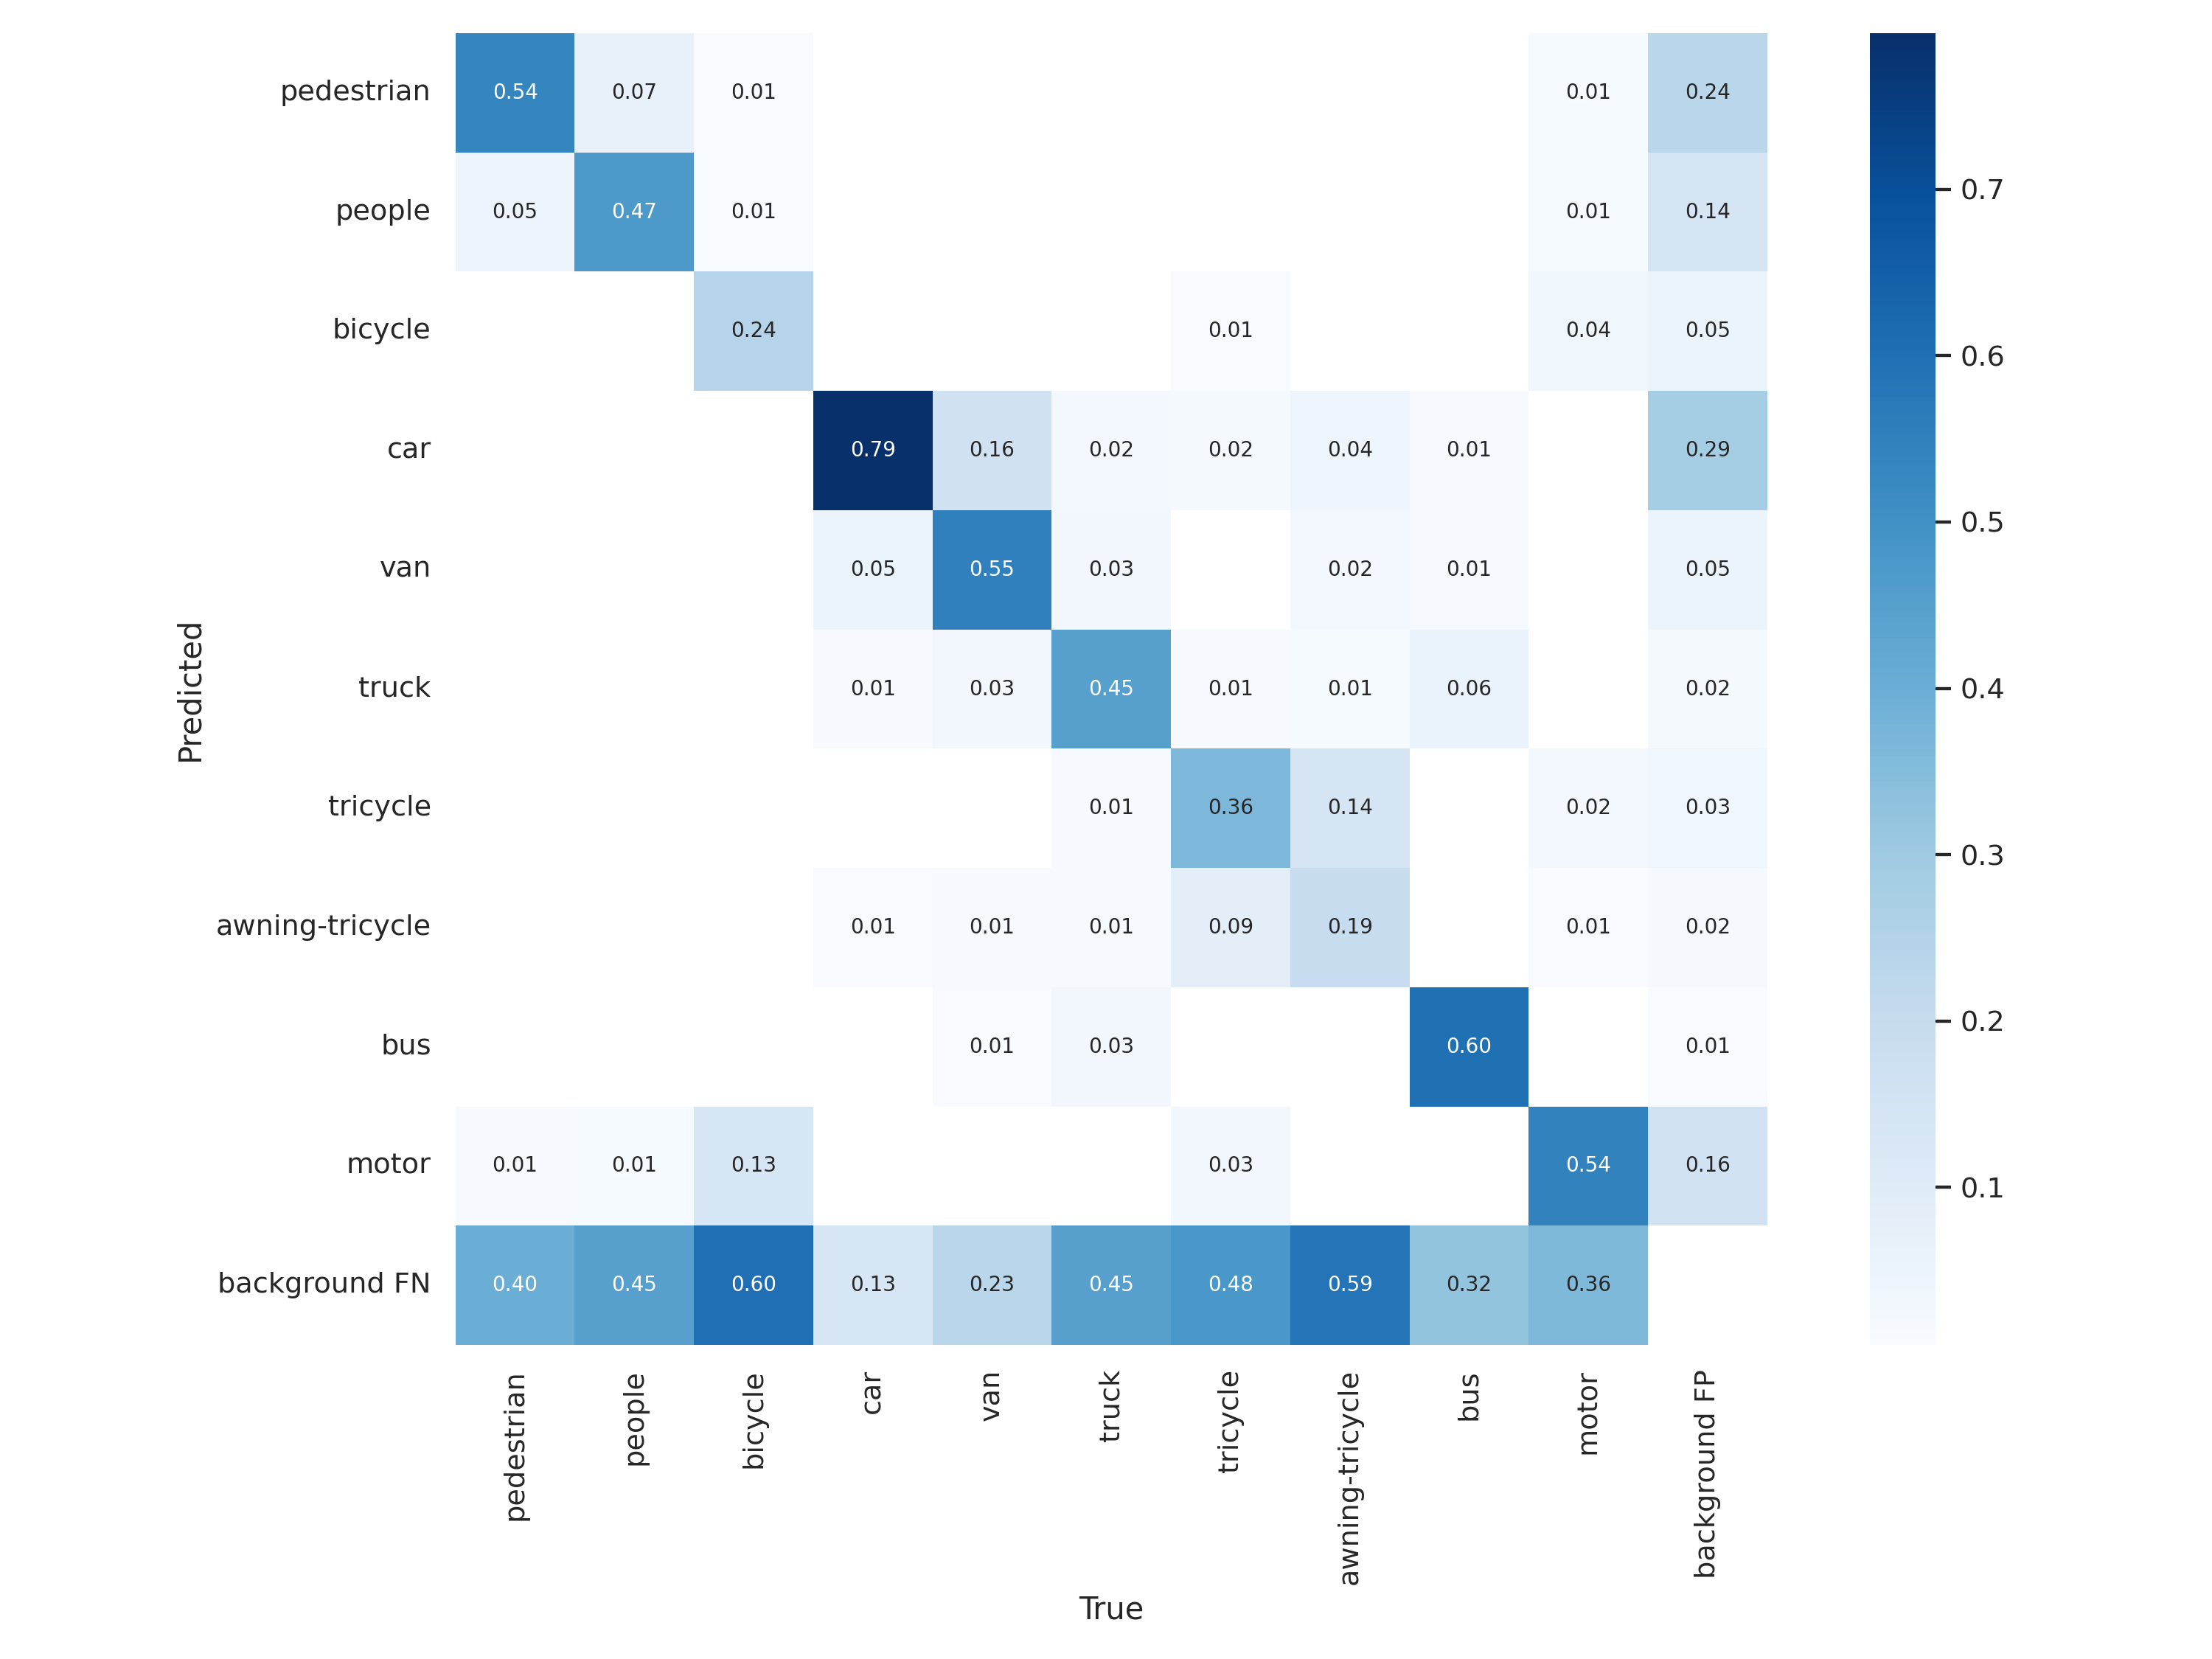 pedestrian 0.54 0.07 0.01 0.01 0.24
people 0.05 0.47 0.01 0.01 0.14
bicycle 0.24 0.01 0.04 0.05
car 0.79 0.16 0.02 0.02 0.04 0.01 0.29
van 0.05 0.55 0.03 0.02 0.01 0.05
truck 0.01 0.03 0.45 0.01 0.01 0.06 0.02
tricycle 0.01 0.36 0.14 0.02 0.03
awning-tricycle 0.01 0.01 0.01 0.09 0.19 0.01 0.02
bus 0.01 0.03 0.60 0.01
motor 0.01 0.01 0.13 0.03 0.54 0.16
background FN 0.40 0.45 0.60 0.13 0.23 0.45 0.48 0.59 0.32 0.36
Predicted
pedestrian
people
bicycle
car
van
truck
tricycle
awning-tricycle
bus
motor
background FP
True
0.7
0.6
0.5
0.4
0.3
0.2
0.1